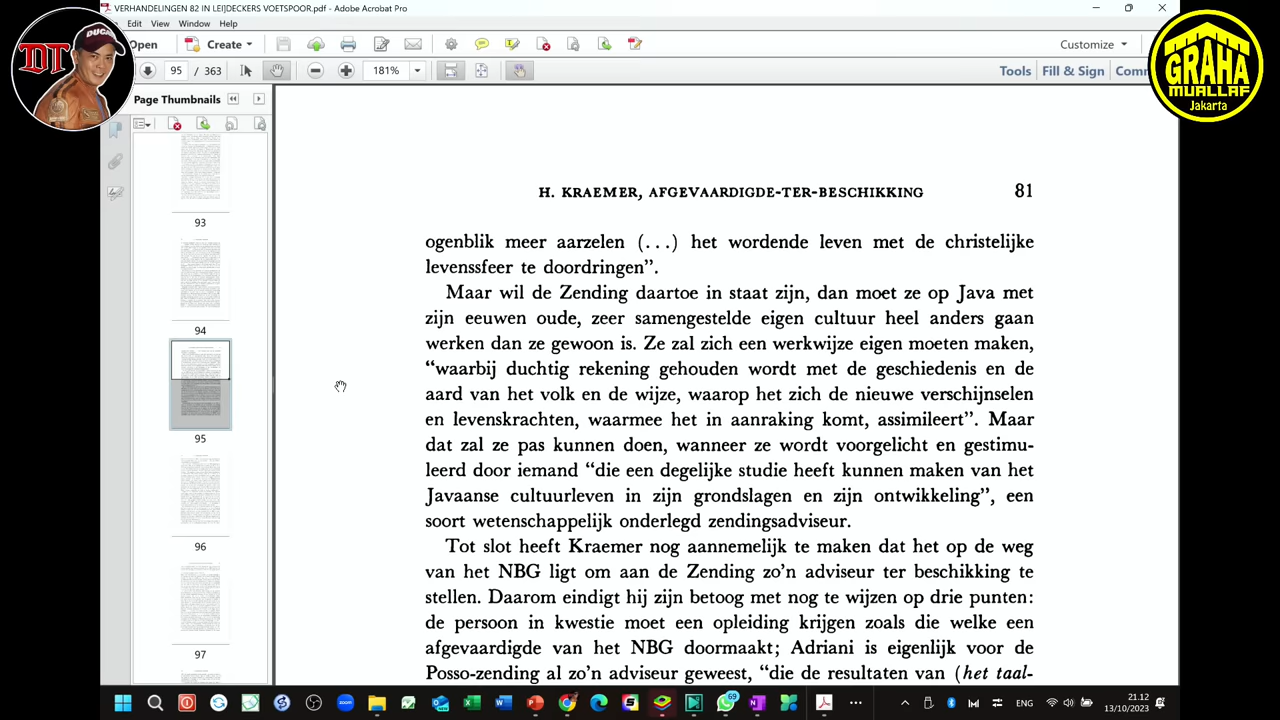 VERHANDELINGEN 82 IN LEIJDECKERS VOETSPOOR.pdf - Adobe Acrobat Pro
Edit View Window Help
Open Create 95 / 363 181% Customize
Tools Fill & Sign Comm
DT
DUCA
GRAHA
MUALLAF
Jakarta
Page Thumbnails
93
94
95
96
97
H. KRAEMER, AFGEVAARDIGDE-TER-BESCHIKKING 81
ogenblik meer marzelen (...) het wordende leven met de christelijke
levensfeer te doordringen.”
Maar wil de Zending daartoe in staat zijn, dan moet ze op Java met
zijn eeuwen oude, zeer samengestelde eigen cultuur heel anders gaan
werken dan ze gewoon is. Ze zal zich een werkwijze eigen moeten maken,
“waarbij duchtig rekening gehouden wordt met de geschiedenis en de
aard van het volk en de wijze, waarop het zich de nieuwe verschijnselen
en levenskrachten, waarmee het in aanraking komt, assimileert”. Maar
dat zal ze pas kunnen doen, wanneer ze wordt voorgelicht en gestimu-
leerd door iemand “die een degelijke studie heeft kunnen maken van het
Javaanse cultuurleven in zijn grondslagen en zijn ontwikkeling”, een
soort wetenschappelijk onderlegd zendingsadviseur.
Tot slot heeft Kraemer nog aannemelijk te maken dat het op de weg
van het NBG ligt om aan de Zending zo’n adviseur ter beschikking te
stellen. Daarom eindigt hij zijn betoog met aan te wijzen drie punten:
de persoon in kwestie moet een opleiding krijgen zoals die welke een
afgevaardigde van het NBG doormaakt; Adriani is eigenlijk voor de
Posozending al zo’n adviseur geweest, “die de resultaten van (het taal-
69
ENG
21.12
13/10/2023